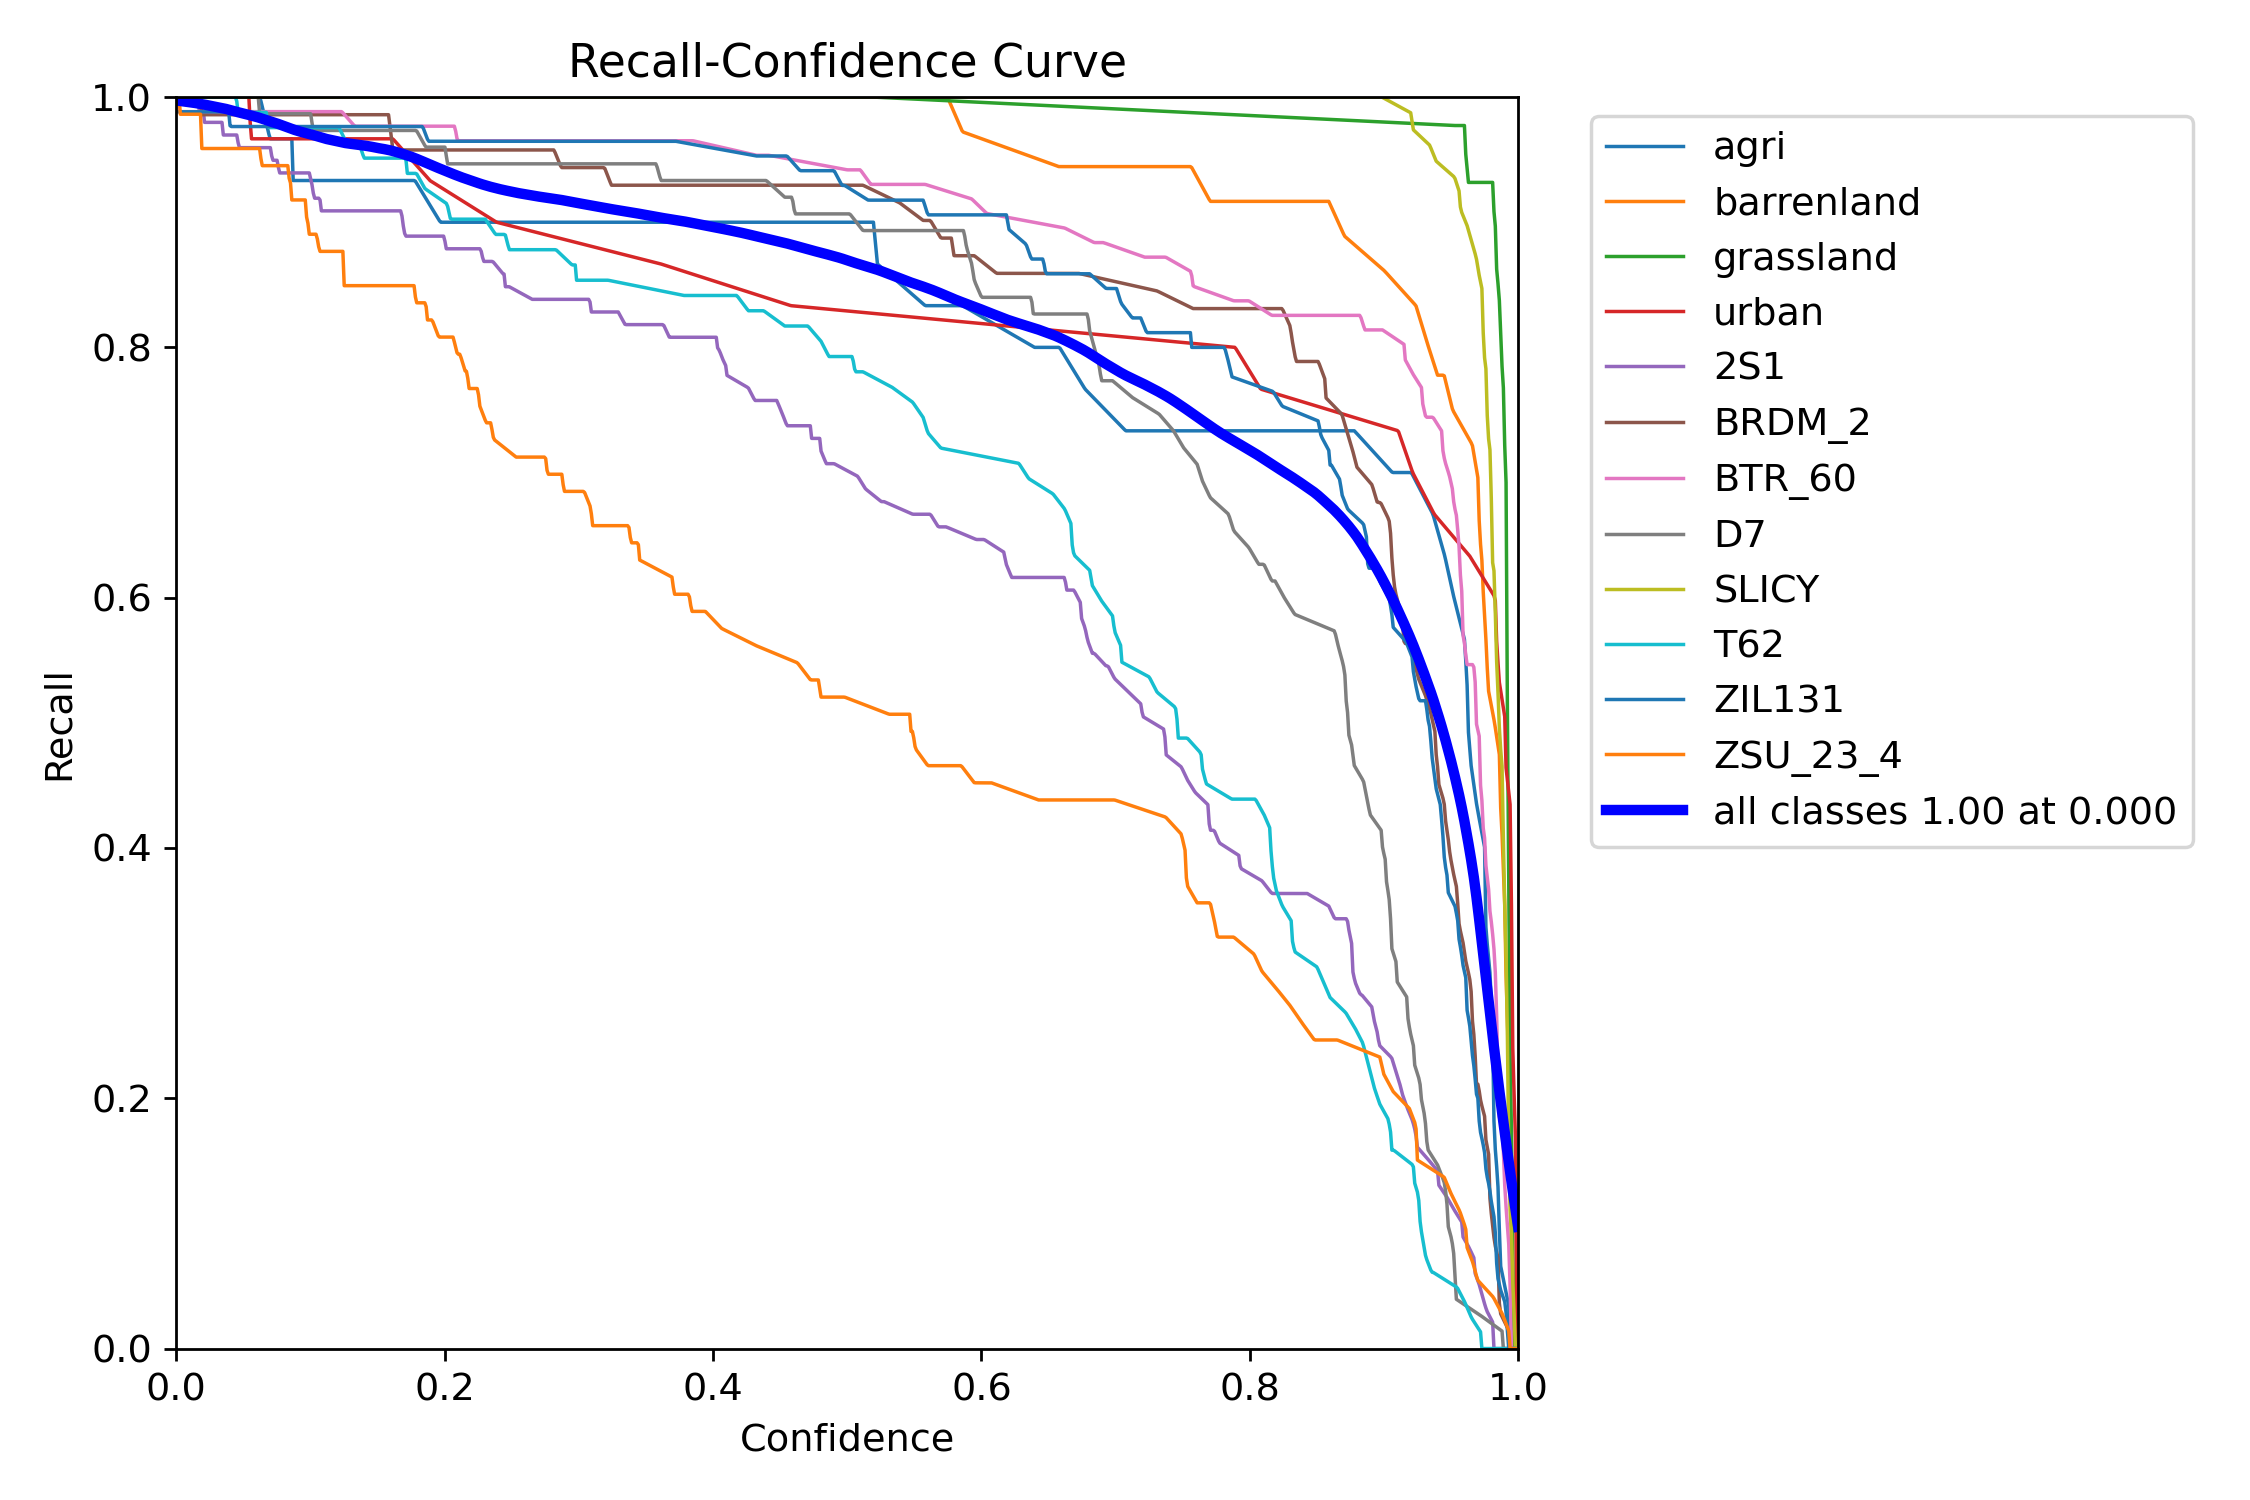 Recall-Confidence Curve
1.0
0.8
0.6
0.4
0.2
0.0
Recall
0.0 0.2 0.4 0.6 0.8 1.0
Confidence
agri
barrenland
grassland
urban
2S1
BRDM_2
BTR_60
D7
SLICY
T62
ZIL131
ZSU_23_4
all classes 1.00 at 0.000